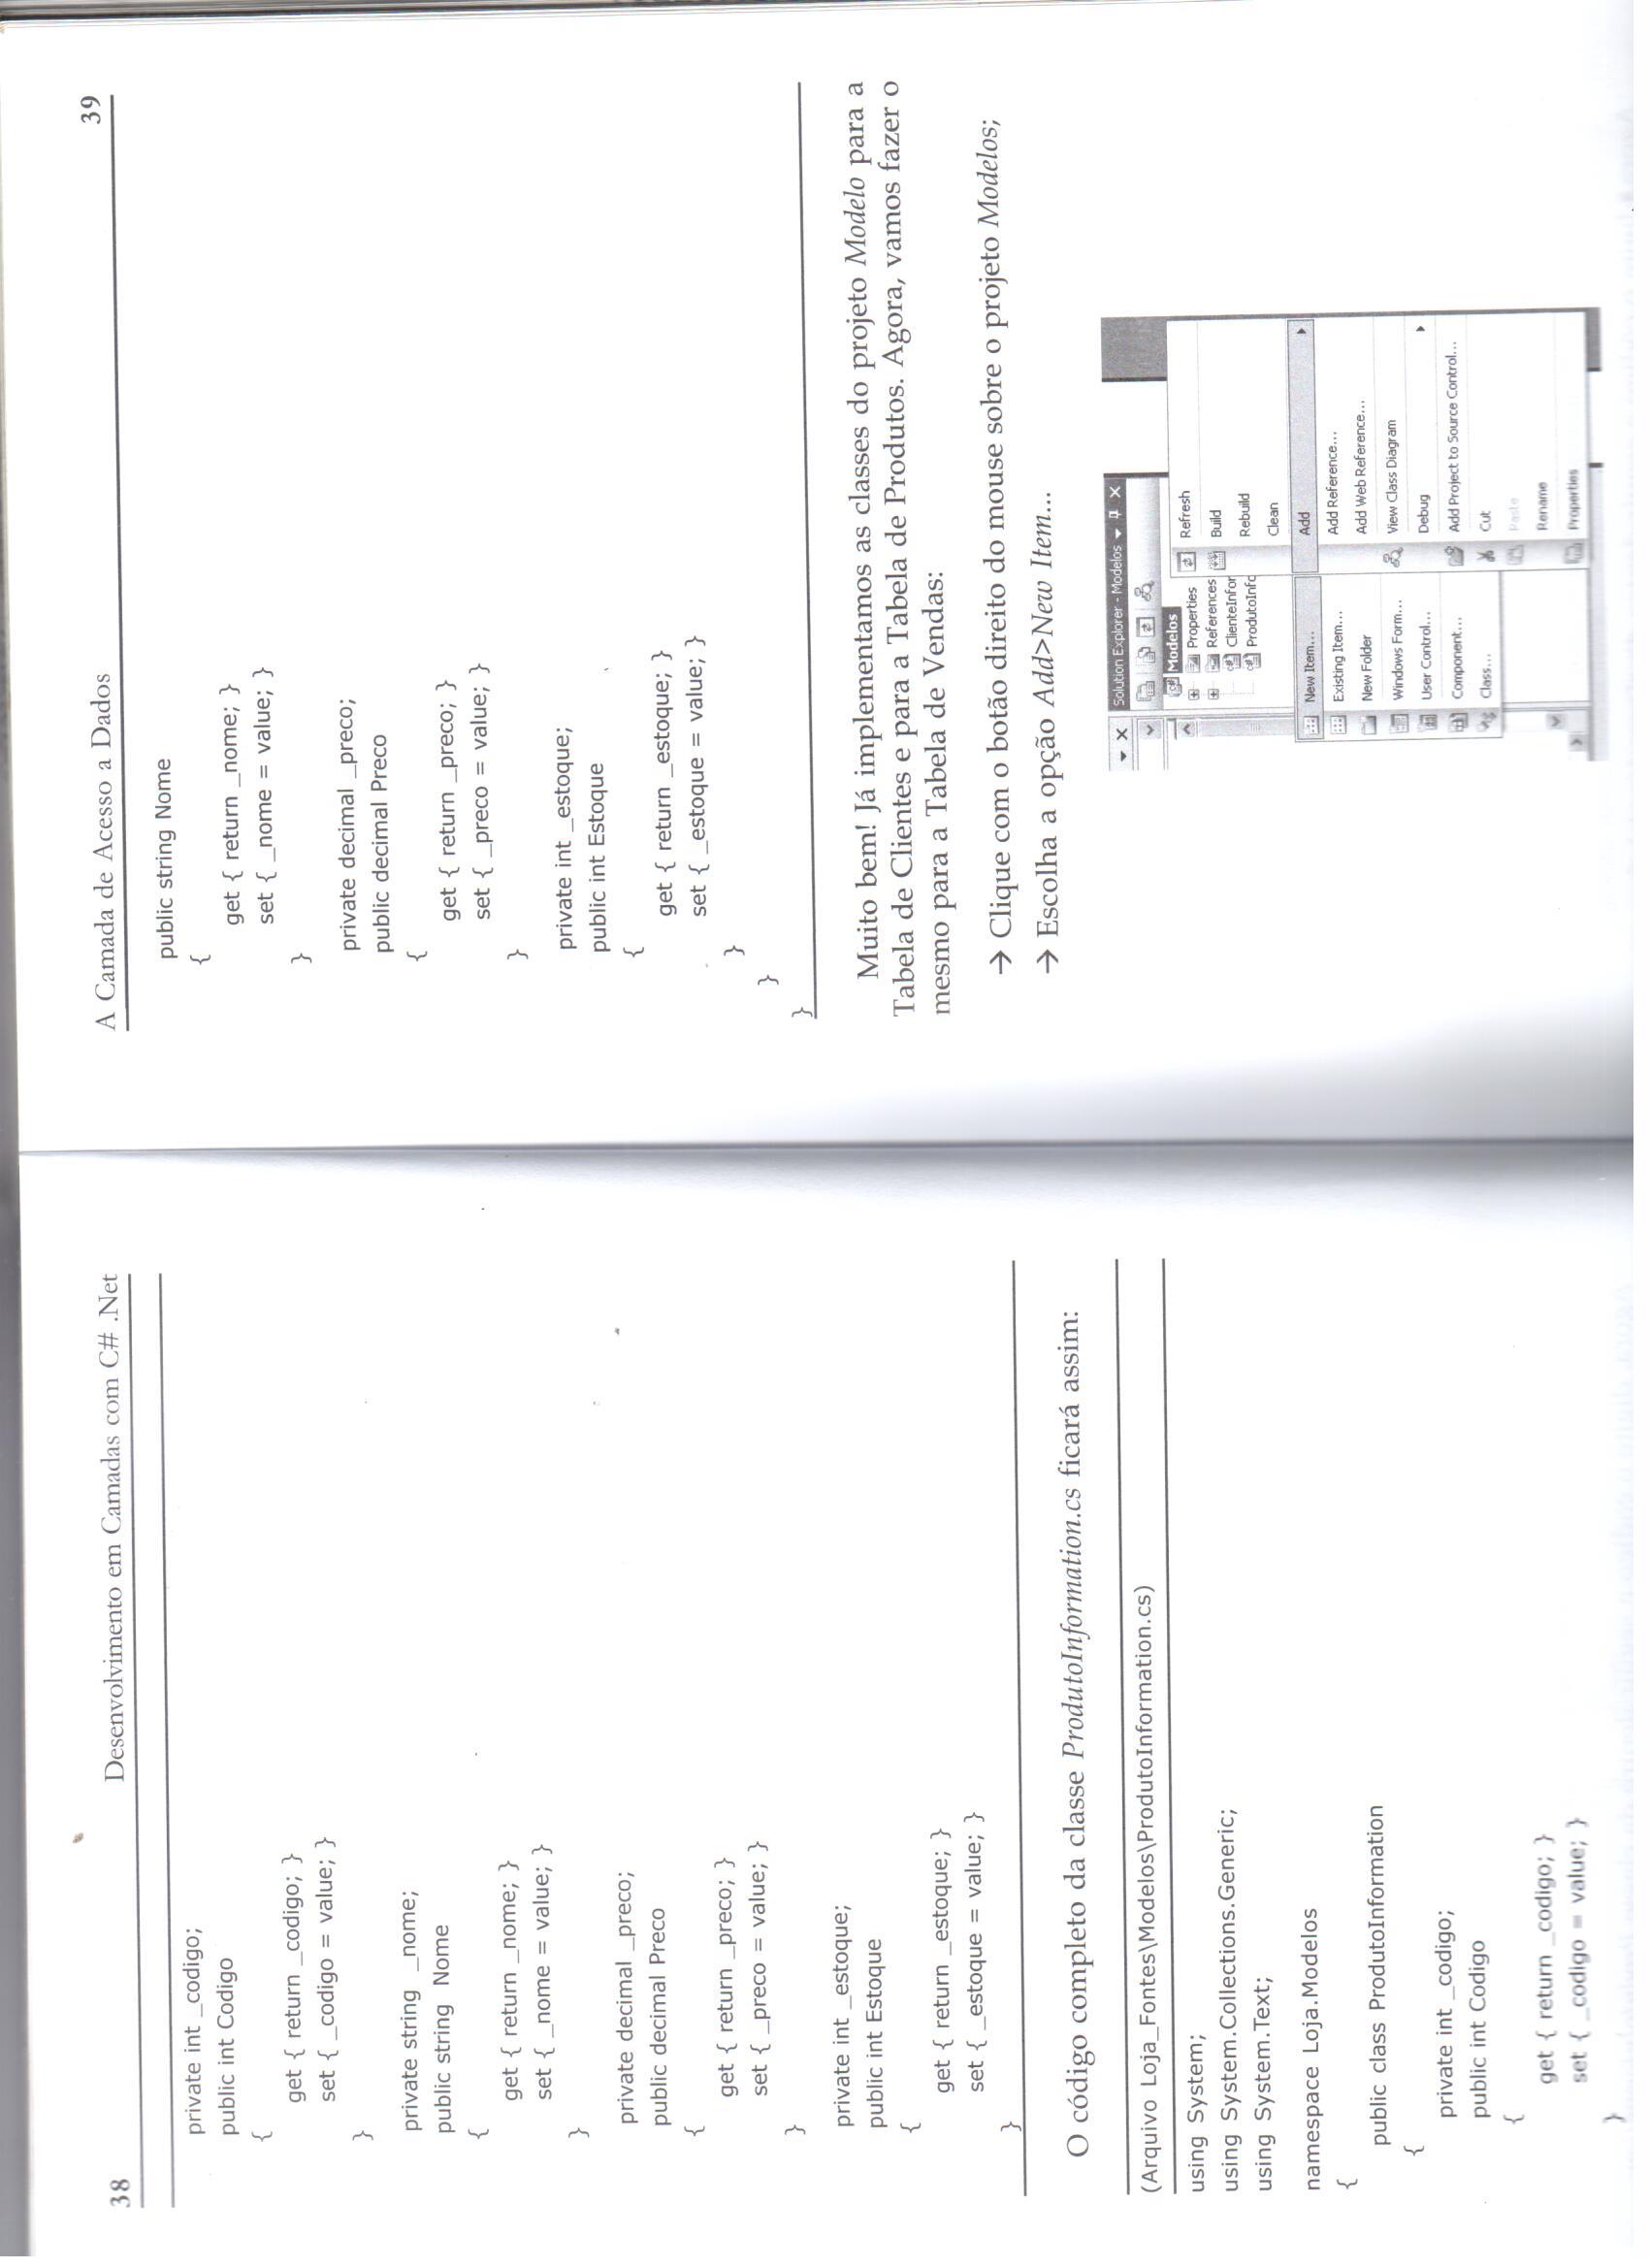 38
Desenvolvimento em Camadas com C# .Net
private int _codigo;
public int Codigo
{
get { return _codigo; }
set { _codigo = value; }
}
private string _nome;
public string Nome
{
get { return _nome; }
set { _nome = value; }
}
private decimal _preco;
public decimal Preco
{
get { return _preco; }
set { _preco = value; }
}
private int _estoque;
public int Estoque
{
get { return _estoque; }
set { _estoque = value; }
}
O código completo da classe ProdutoInformation.cs ficará assim:
(Arquivo Loja_Fontes\Modelos\ProdutoInformation.cs)
using System;
using System.Collections.Generic;
using System.Text;
namespace Loja.Modelos
{
public class ProdutoInformation
{
private int _codigo;
public int Codigo
{
get { return _codigo; }
set { _codigo = value; }
}
A Camada de Acesso a Dados
39
public string Nome
{
get { return _nome; }
set { _nome = value; }
}
private decimal _preco;
public decimal Preco
{
get { return _preco; }
set { _preco = value; }
}
private int _estoque;
public int Estoque
{
get { return _estoque; }
set { _estoque = value; }
}
}
}
Muito bem! Já implementamos as classes do projeto Modelo para a
Tabela de Clientes e para a Tabela de Produtos. Agora, vamos fazer o
mesmo para a Tabela de Vendas:
→ Clique com o botão direito do mouse sobre o projeto Modelos;
→ Escolha a opção Add>New Item...
Solution Explorer - Modelos
Modelos
Properties
References
ClienteInfor
ProdutoInfo
Refresh
Build
Rebuild
Clean
Add
Add Reference...
Add Web Reference...
View Class Diagram
Debug
Add Project to Source Control...
Cut
Paste
Rename
Properties
New Item...
Existing Item...
New Folder
Windows Form...
User Control...
Component...
Class...